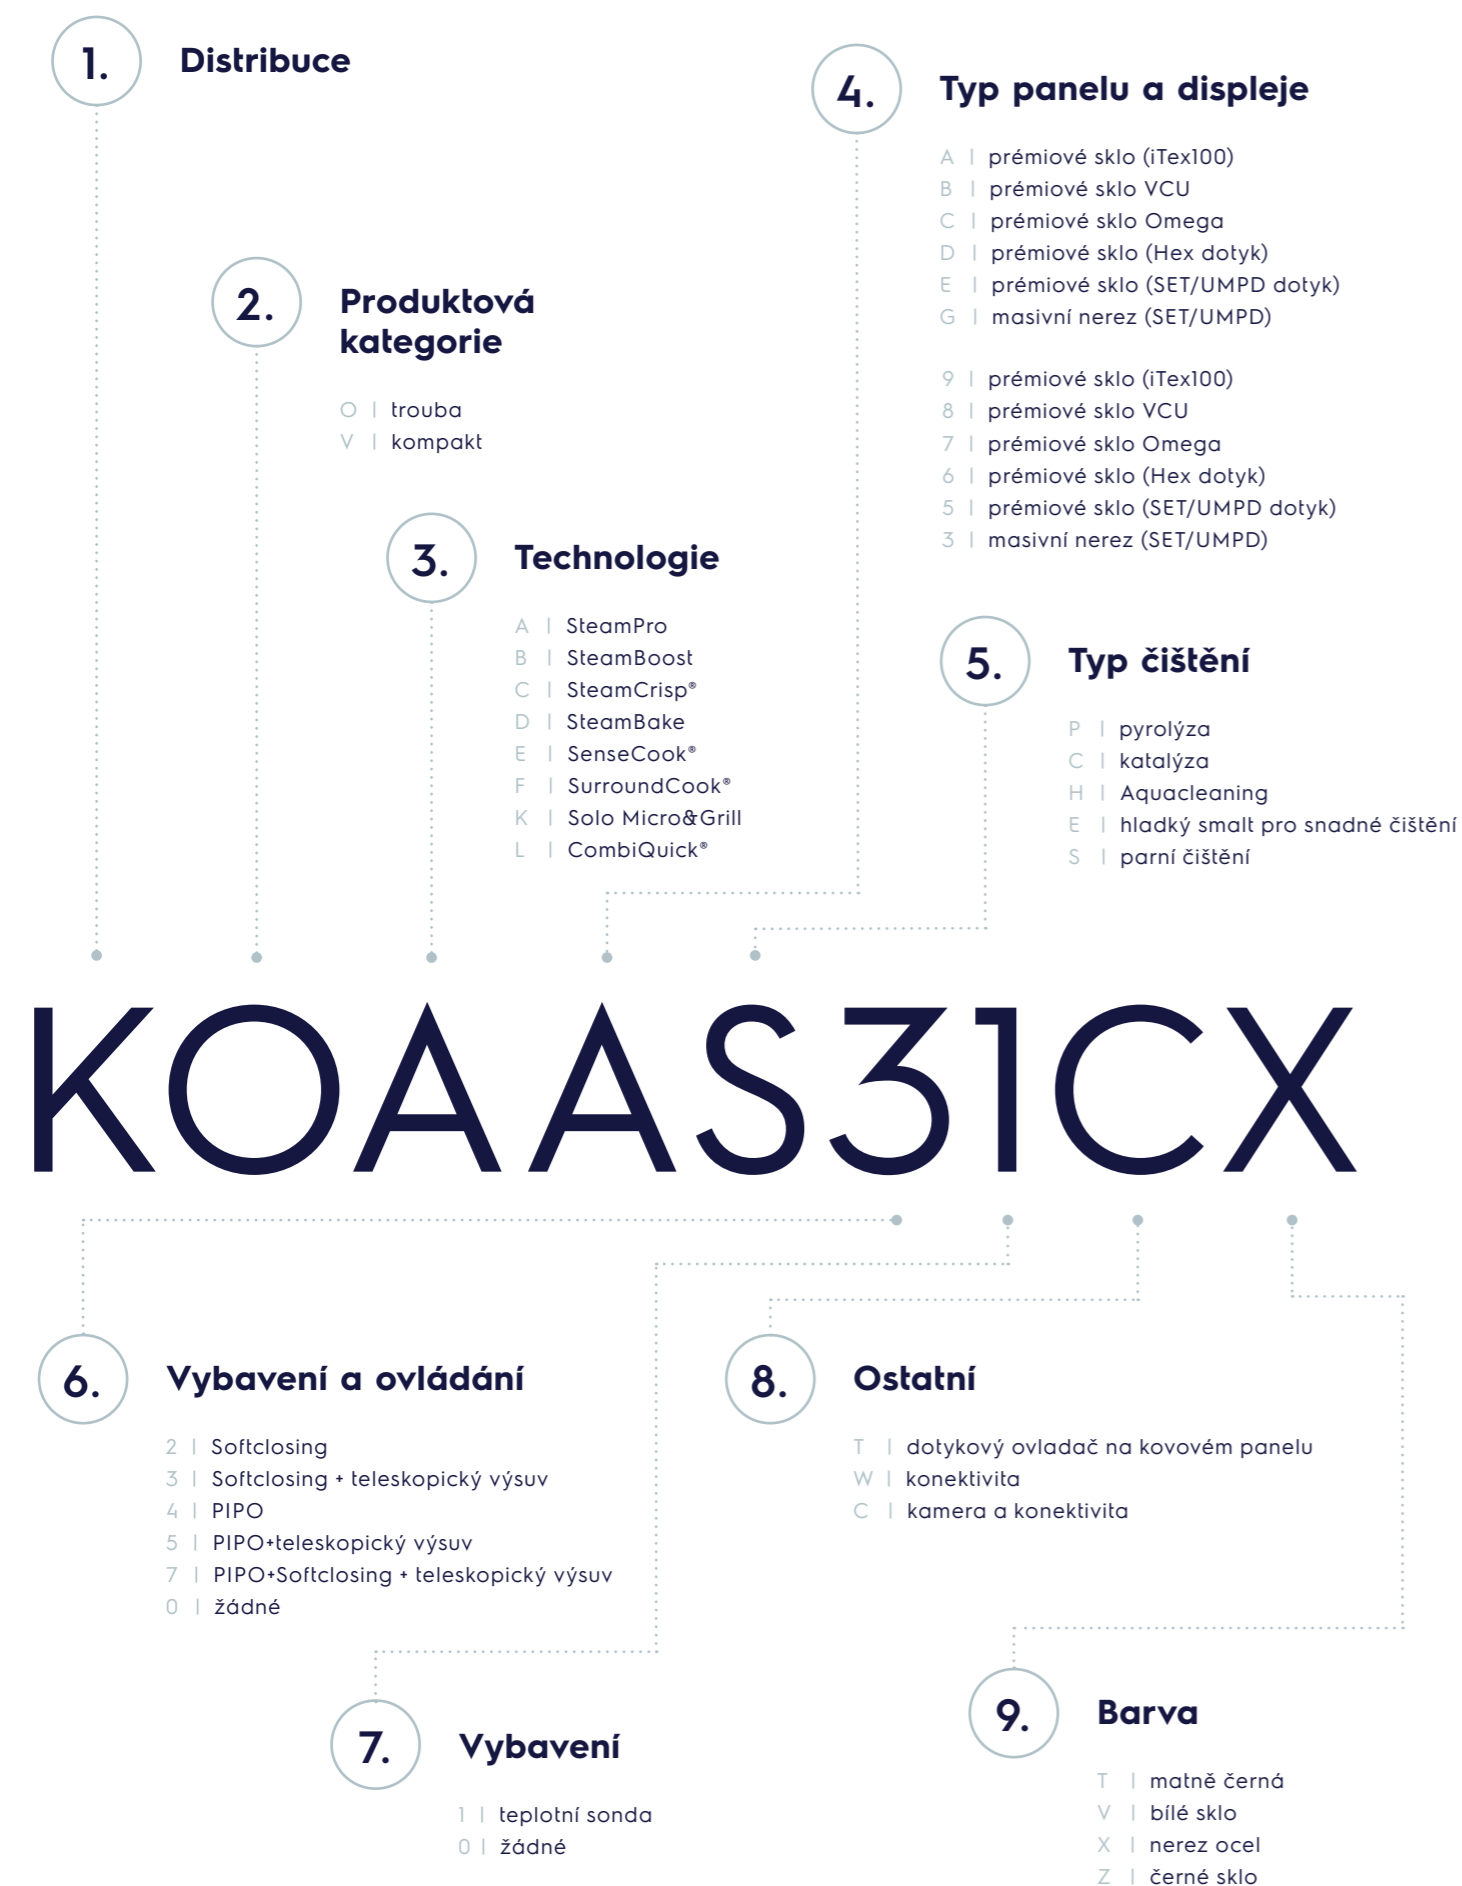 1. Distribuce
2. Produktová
kategorie
O | trouba
V | kompakt
3. Technologie
A | SteamPro
B | SteamBoost
C | SteamCrisp®
D | SteamBake
E | SenseCook®
F | SurroundCook®
K | Solo Micro&Grill
L | CombiQuick®
4. Typ panelu a displeje
A | prémiové sklo (iTex100)
B | prémiové sklo VCU
C | prémiové sklo Omega
D | prémiové sklo (Hex dotyk)
E | prémiové sklo (SET/UMPD dotyk)
G | masivní nerez (SET/UMPD)
9 | prémiové sklo (iTex100)
8 | prémiové sklo VCU
7 | prémiové sklo Omega
6 | prémiové sklo (Hex dotyk)
5 | prémiové sklo (SET/UMPD dotyk)
3 | masivní nerez (SET/UMPD)
5. Typ čištění
P | pyrolýza
C | katalýza
H | Aquacleaning
E | hladký smalt pro snadné čištění
S | parní čištění
KOAAS31CX
6. Vybavení a ovládání
2 | Softclosing
3 | Softclosing + teleskopický výsuv
4 | PIPO
5 | PIPO+teleskopický výsuv
7 | PIPO+Softclosing + teleskopický výsuv
0 | žádné
7. Vybavení
1 | teplotní sonda
0 | žádné
8. Ostatní
T | dotykový ovladač na kovovém panelu
W | konektivita
C | kamera a konektivita
9. Barva
T | matně černá
V | bílé sklo
X | nerez ocel
Z | černé sklo